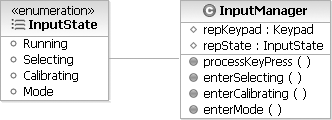 «enumeration»
InputState
Running
Selecting
Calibrating
Mode
InputManager
repKeypad : Keypad
repState : InputState
processKeyPress ( )
enterSelecting ( )
enterCalibrating ( )
enterMode ( )